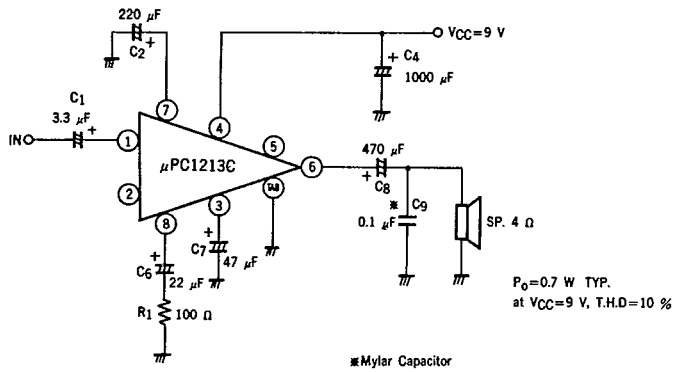 220 μF
C2
+
7
VCC=9 V
+ C4
1000 μF
C1
3.3 μF
+
IN
1
2
4
5
μPC1213C
6
TAB
8
3
470 μF
+
C8
※
C9
0.1 μF
SP. 4 Ω
+
C7
47 μF
+
C6
22 μF
R1
100 Ω
Po=0.7 W TYP.
at VCC=9 V, T.H.D=10 %
※Mylar Capacitor